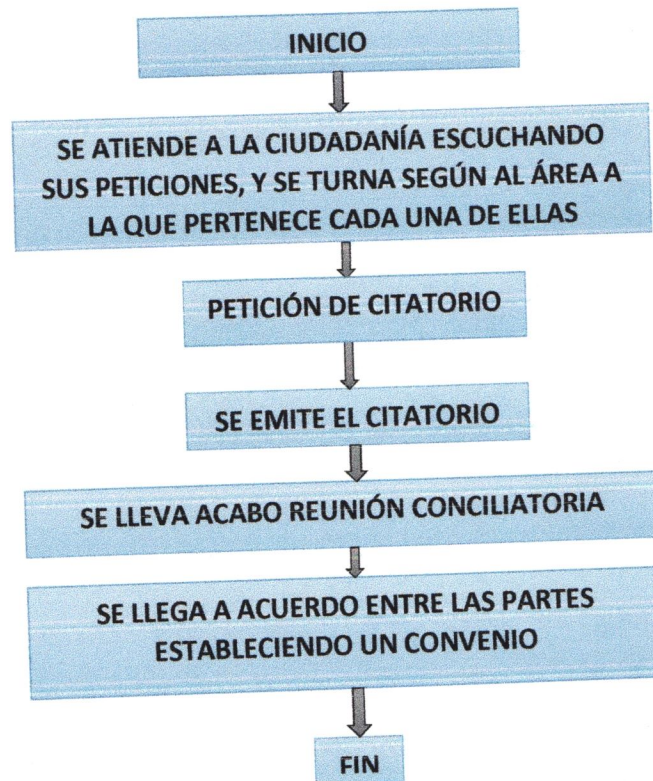 INICIO
SE ATIENDE A LA CIUDADANÍA ESCUCHANDO
SUS PETICIONES, Y SE TURNA SEGÚN AL ÁREA A
LA QUE PERTENECE CADA UNA DE ELLAS
PETICIÓN DE CITATORIO
SE EMITE EL CITATORIO
SE LLEVA ACABO REUNIÓN CONCILIATORIA
SE LLEGA A ACUERDO ENTRE LAS PARTES
ESTABLECIENDO UN CONVENIO
FIN